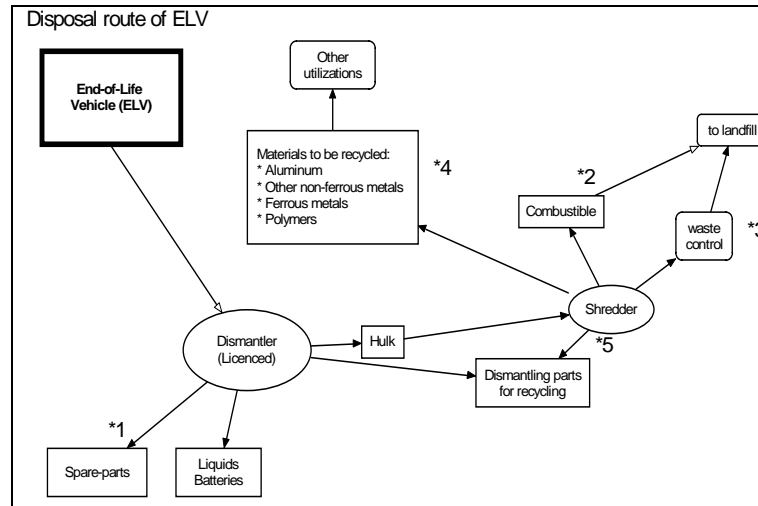 Disposal route of ELV
End-of-Life
Vehicle (ELV)
Other
utilizations
Materials to be recycled:
* Aluminum
* Other non-ferrous metals
* Ferrous metals
* Polymers
*4
to landfill
*2
Combustible
waste
control
*3
Shredder
*5
Dismantler
(Licenced)
Hulk
Dismantling parts
for recycling
*1
Spare-parts
Liquids
Batteries